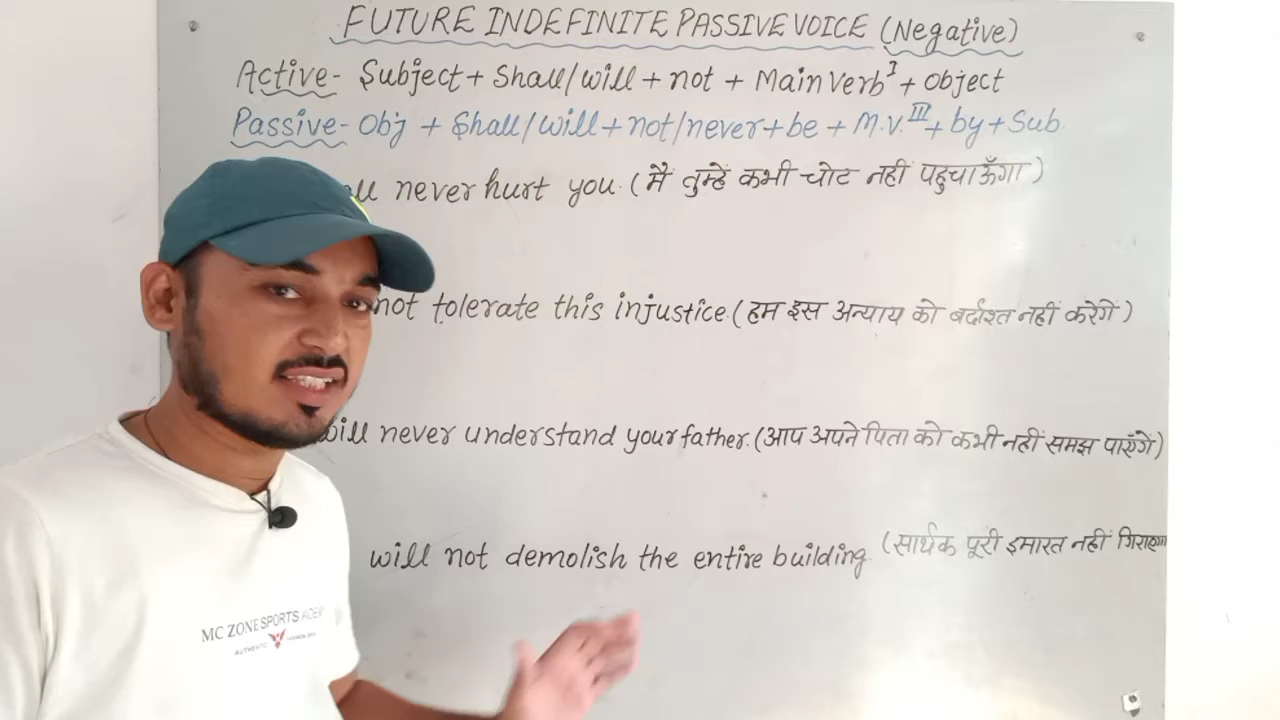 FUTURE INDEFINITE PASSIVE VOICE (Negative)
Active- Subject + Shall/will + not + Main Verb I + object
Passive- Obj + Shall/will + not/never + be + M.V. III + by + Sub.
never hurt you. (मैं तुम्हें कभी चोट नहीं पहुचाऊँगा)
not tolerate this injustice. (हम इस अन्याय को बर्दाश्त नहीं करेगें)
will never understand your father. (आप अपने पिता को कभी नहीं समझ पाएँगे)
will not demolish the entire building. (सार्थक पूरी इमारत नहीं गिराएगा
MC ZONE SPORTS
AUTHENTIC